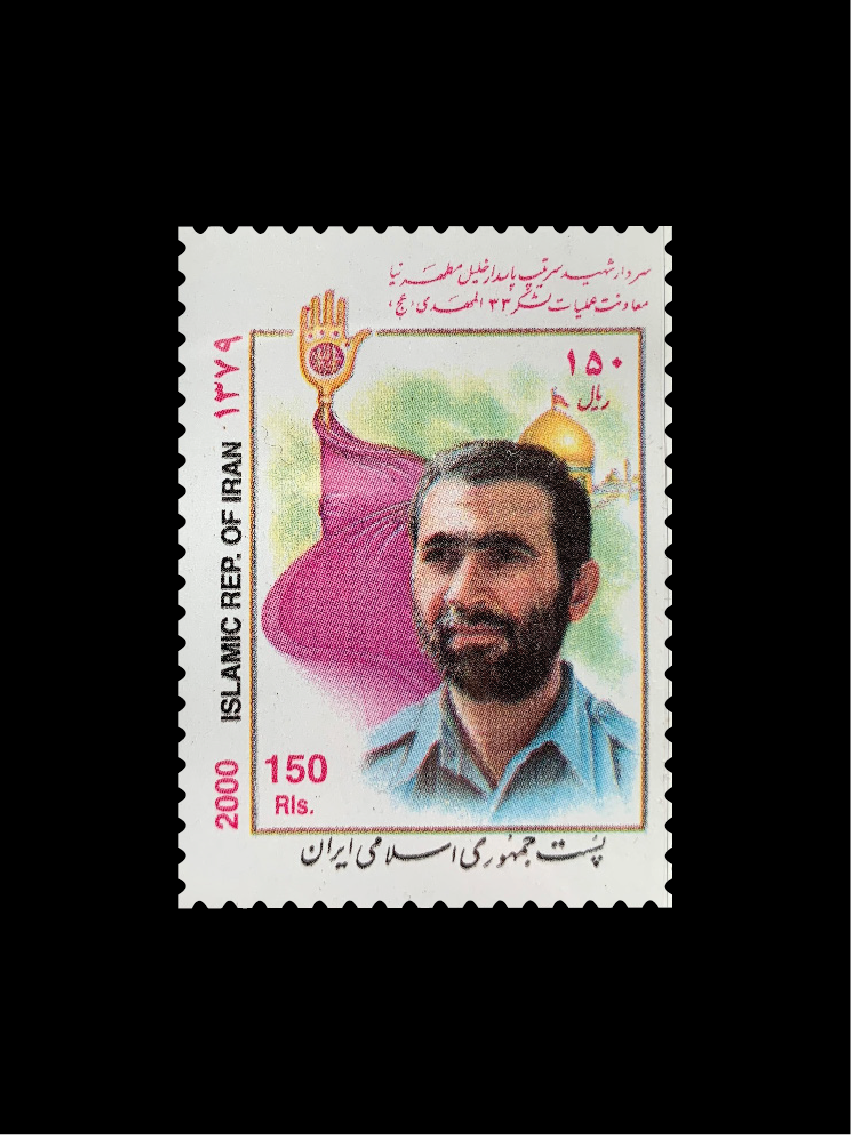 سردار شهید سرتیپ پاسدار خلیل مطهرنیا
معاونت عملیات لشکر ۳۳ المهدی (عج)
۱۳۷۹
۱۵۰
ریال
ISLAMIC REP. OF IRAN
2000
150
Rls.
پست جمهوری اسلامی ایران